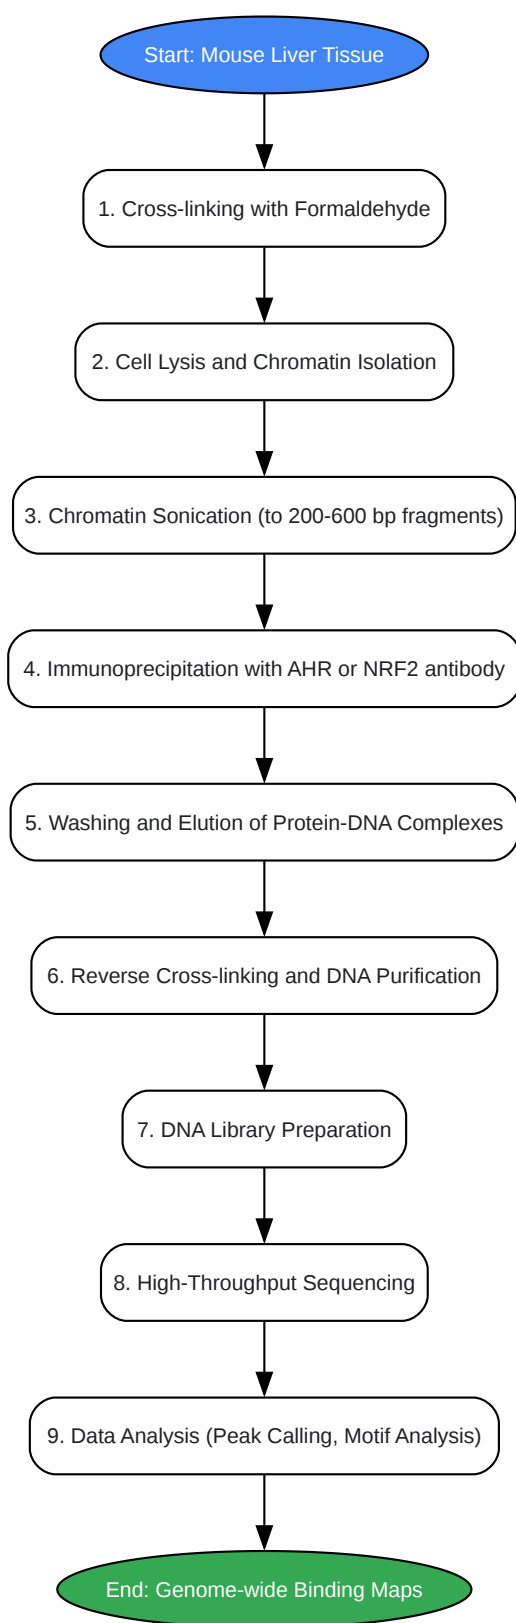 Start: Mouse Liver Tissue
1. Cross-linking with Formaldehyde
2. Cell Lysis and Chromatin Isolation
3. Chromatin Sonication (to 200-600 bp fragments)
4. Immunoprecipitation with AHR or NRF2 antibody
5. Washing and Elution of Protein-DNA Complexes
6. Reverse Cross-linking and DNA Purification
7. DNA Library Preparation
8. High-Throughput Sequencing
9. Data Analysis (Peak Calling, Motif Analysis)
End: Genome-wide Binding Maps